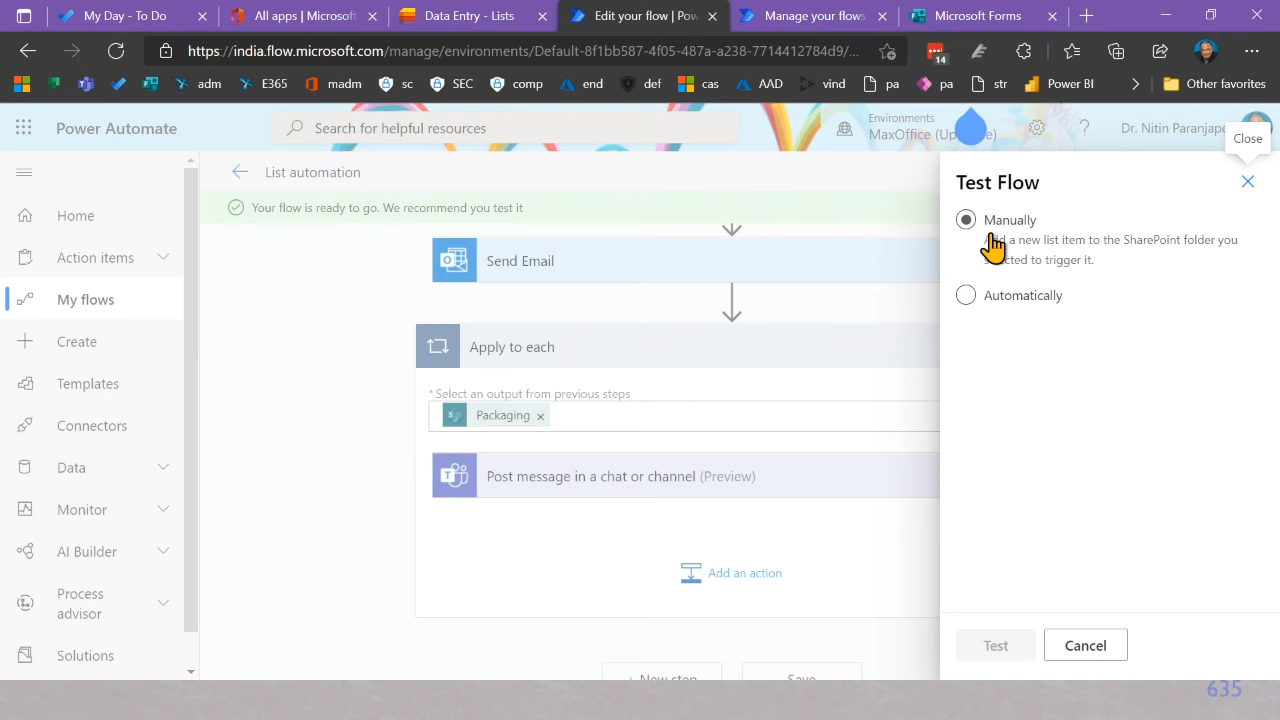 My Day - To Do
All apps | Microsoft
Data Entry - Lists
Edit your flow | Pow
Manage your flows
Microsoft Forms
https://india.flow.microsoft.com/manage/environments/Default-8f1bb587-4f05-487a-a238-7714412784d9/...
14
adm
E365
madm
sc
SEC
comp
end
def
cas
AAD
vind
pa
pa
str
Power BI
Other favorites
Power Automate
Search for helpful resources
Environments
MaxOffice
Dr. Nitin Paranjape
Close
List automation
Your flow is ready to go. We recommend you test it
Home
Action items
My flows
Create
Templates
Connectors
Data
Monitor
AI Builder
Process
advisor
Solutions
Send Email
Apply to each
* Select an output from previous steps
Packaging
Post message in a chat or channel (Preview)
Add an action
+ New step
Save
Test Flow
Manually
Add a new list item to the SharePoint folder you
selected to trigger it.
Automatically
Test
Cancel
635